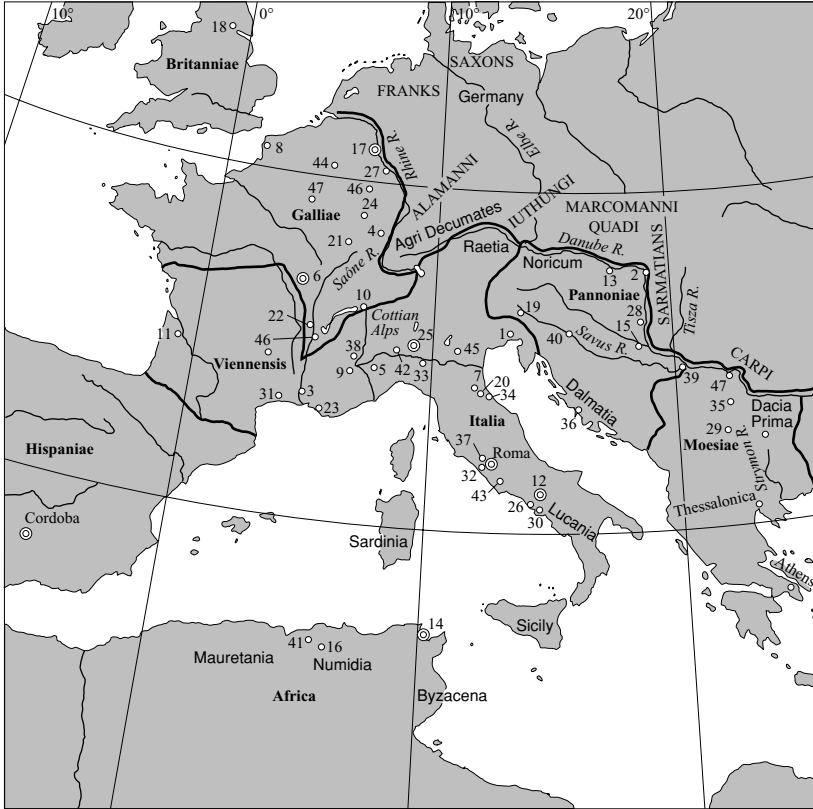 10°
0°
10°
20°
18
Britanniae
SAXONS
FRANKS
Germany
Elbe R.
8
17
44
27
Rhine R.
ALAMANNI
46
47
24
Galliae
4
21
Agri Decumates
IUTHUNGI
MARCOMANNI
QUADI
Danube R.
Raetia
Noricum
SARMATIANS
6
Saône R.
13
2
Pannoniae
Tisza R.
10
Cottian
Alps
22
46
11
19
28
15
25
1
40
Savus R.
Viennensis
38
45
CARPI
9
5
42
33
39
47
7
20
34
31
3
23
Dalmatia
36
35
Dacia
Prima
29
Moesiae
Hispaniae
Italia
37
Roma
32
Strymon R.
43
12
Thessalonica
26
30
Lucania
Cordoba
Sardinia
Athens
Sicily
14
41
16
Mauretania
Numidia
Africa
Byzacena